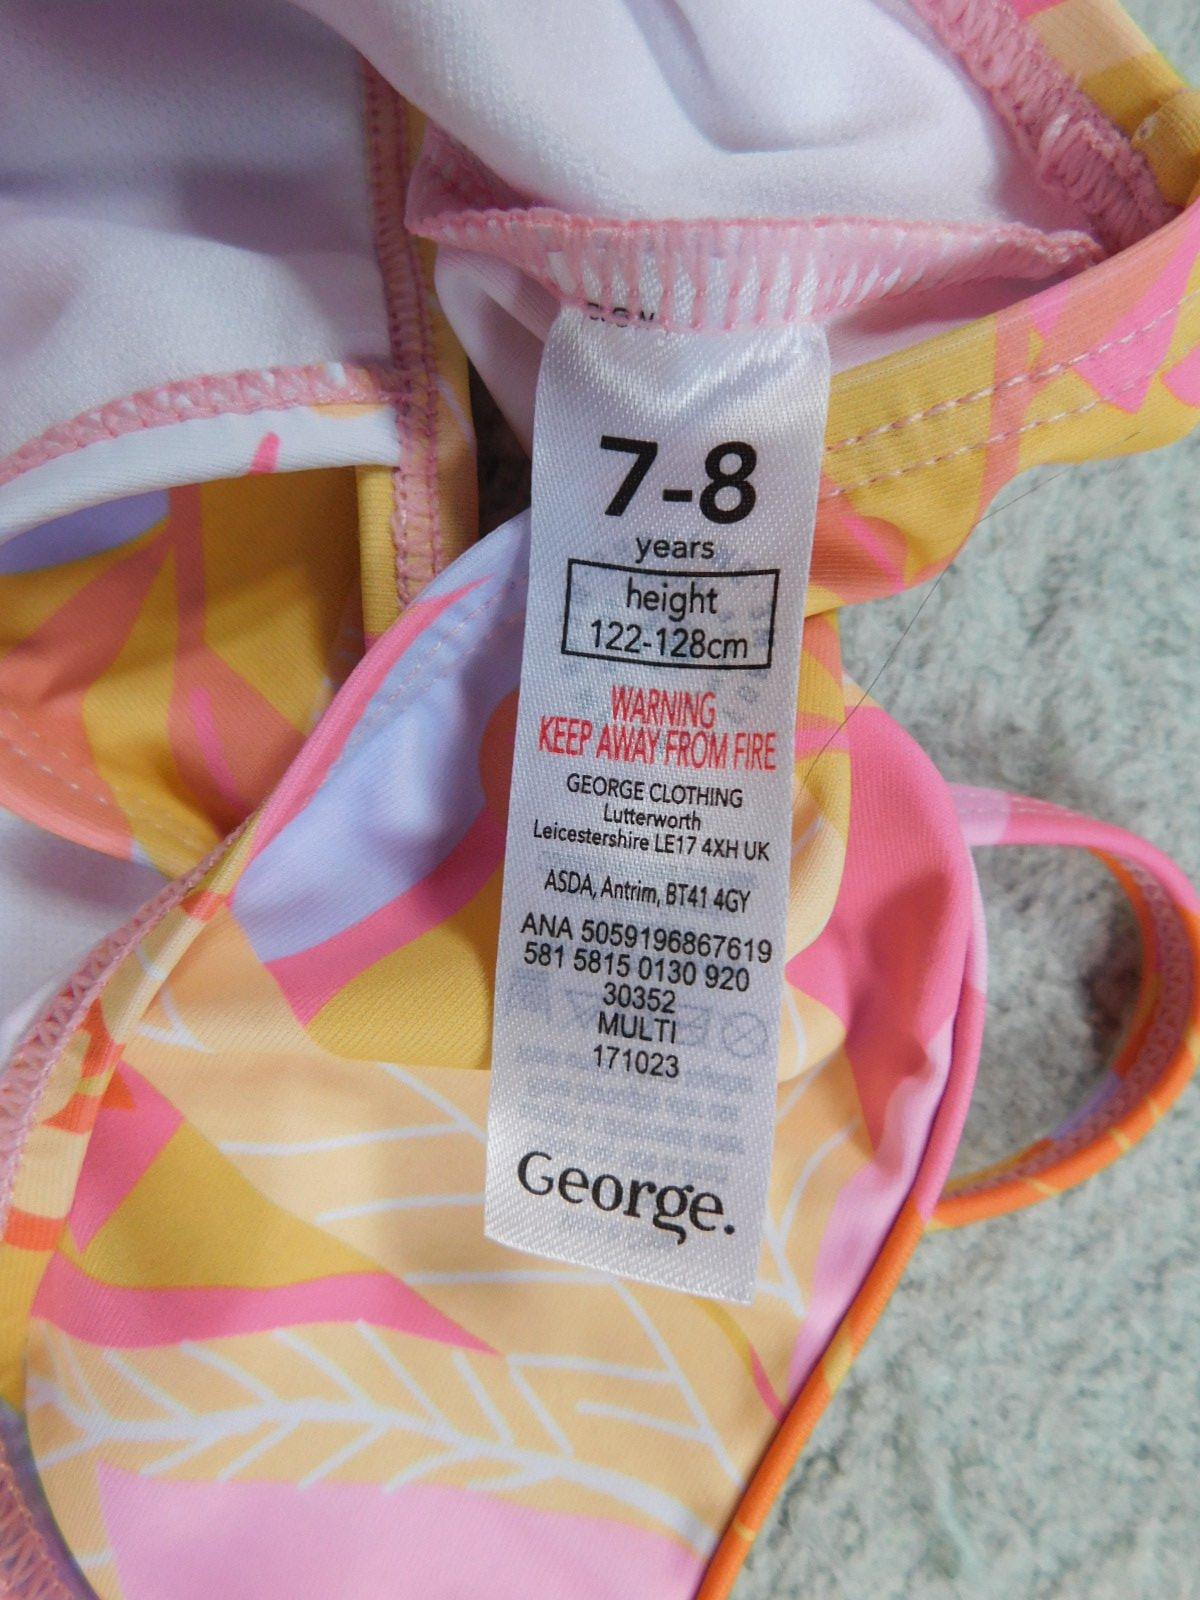 7-8
years
height
122-128cm
WARNING
KEEP AWAY FROM FIRE
GEORGE CLOTHING
Lutterworth
Leicestershire LE17 4XH UK
ASDA, Antrim, BT41 4GY
ANA 5059196867619
581 5815 0130 920
30352
MULTI
171023
George.